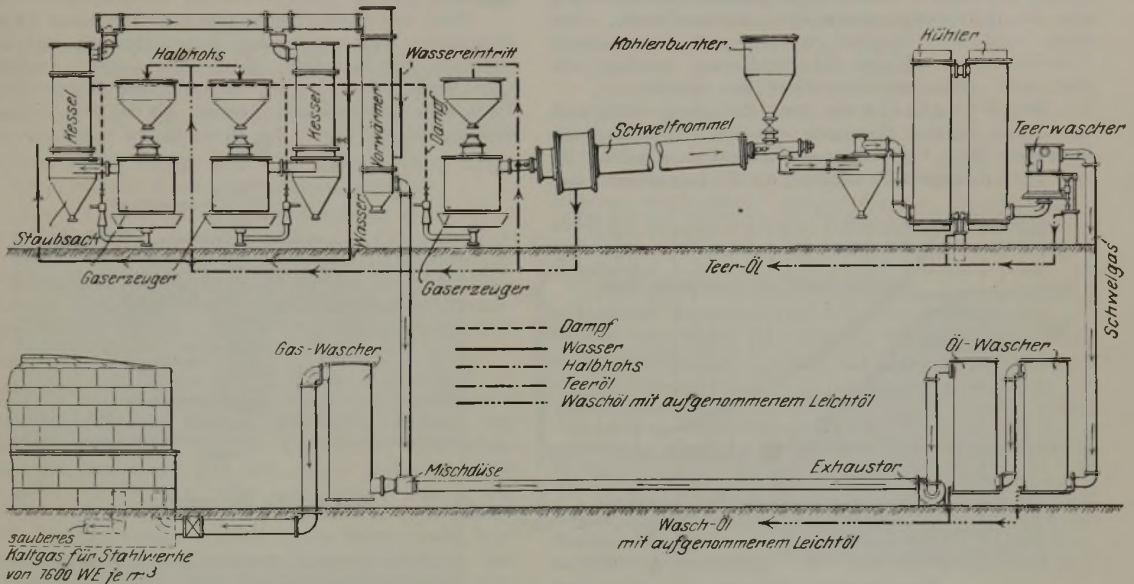 Halbkoks
Wassereintritt
Kohlenbunker
Kühler
Kessel
Kessel
Vorwärmer
Dampf
Schweltrommel
Teerwascher
Wasser
Staubsack
Gaserzeuger
Gaserzeuger
Teer-Öl
Schwelgas
Dampf
Wasser
Halbkoks
Teeröl
Waschöl mit aufgenommenem Leichtöl
Gas-Wascher
Öl-Wascher
Mischdüse
Exhaustor
Wasch-Öl
mit aufgenommenem Leichtöl
sauberes
Kaltgas für Stahlwerke
von 1600 WE je m³